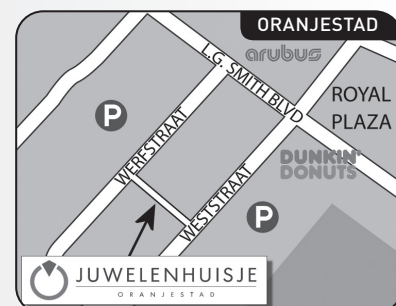 ORANJESTAD
arubus
L.G. SMITH BLVD
ROYAL
PLAZA
P
WERFSTRAAT
DUNKIN'
DONUTS
WESTSTRAAT
P
JUWELENHUISJE
ORANJESTAD